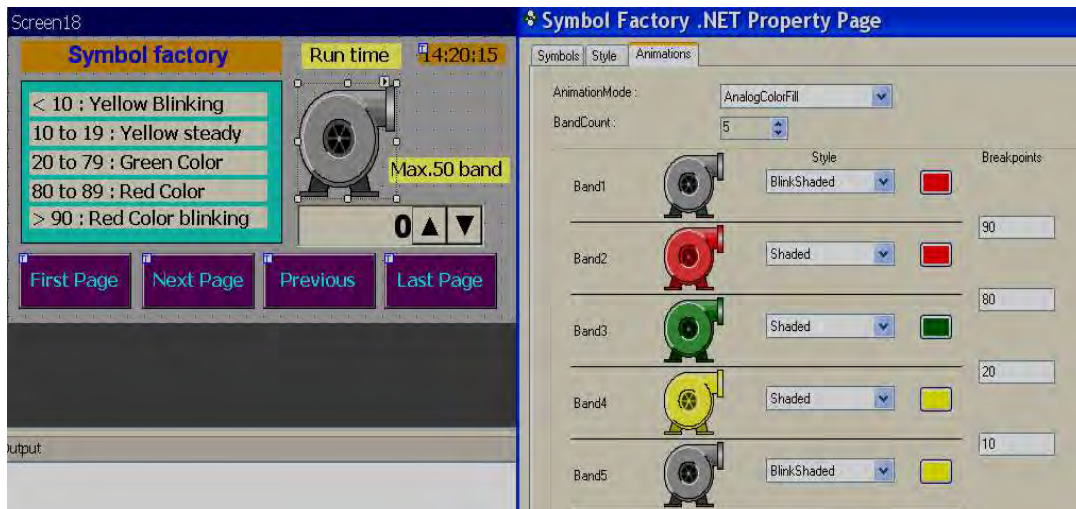 Screen18
Symbol factory
Run time
14:20:15
< 10 : Yellow Blinking
10 to 19 : Yellow steady
20 to 79 : Green Color
80 to 89 : Red Color
> 90 : Red Color blinking
Max.50 band
0
First Page
Next Page
Previous
Last Page
Output
Symbol Factory .NET Property Page
Symbols
Style
Animations
AnimationMode :
AnalogColorFill
BandCount :
5
Style
Breakpoints
Band1
BlinkShaded
90
Band2
Shaded
80
Band3
Shaded
20
Band4
Shaded
10
Band5
BlinkShaded